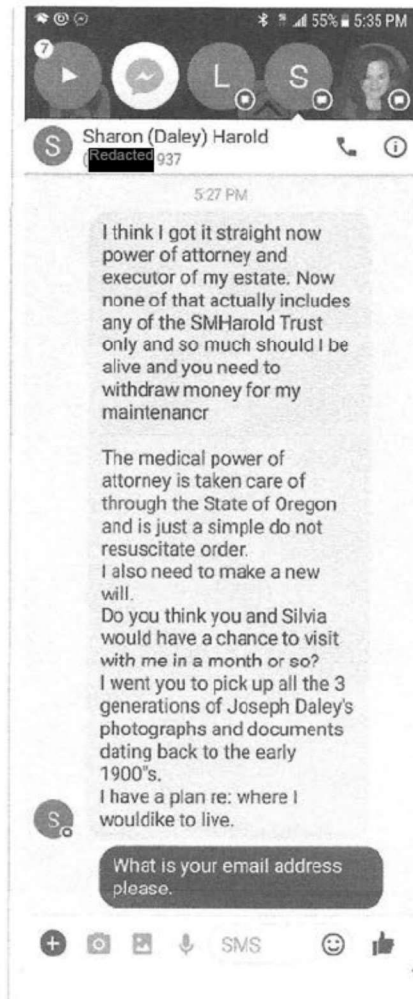 55% 5:35 PM
7
L
S
S
Sharon (Daley) Harold
(Redacted 937
5:27 PM
I think I got it straight now
power of attorney and
executor of my estate. Now
none of that actually includes
any of the SMHarold Trust
only and so much should I be
alive and you need to
withdraw money for my
maintenancr
The medical power of
attorney is taken care of
through the State of Oregon
and is just a simple do not
resuscitate order.
I also need to make a new
will.
Do you think you and Silvia
would have a chance to visit
with me in a month or so?
I went you to pick up all the 3
generations of Joseph Daley's
photographs and documents
dating back to the early
1900"s.
I have a plan re: where I
wouldike to live.
S
What is your email address
please.
SMS